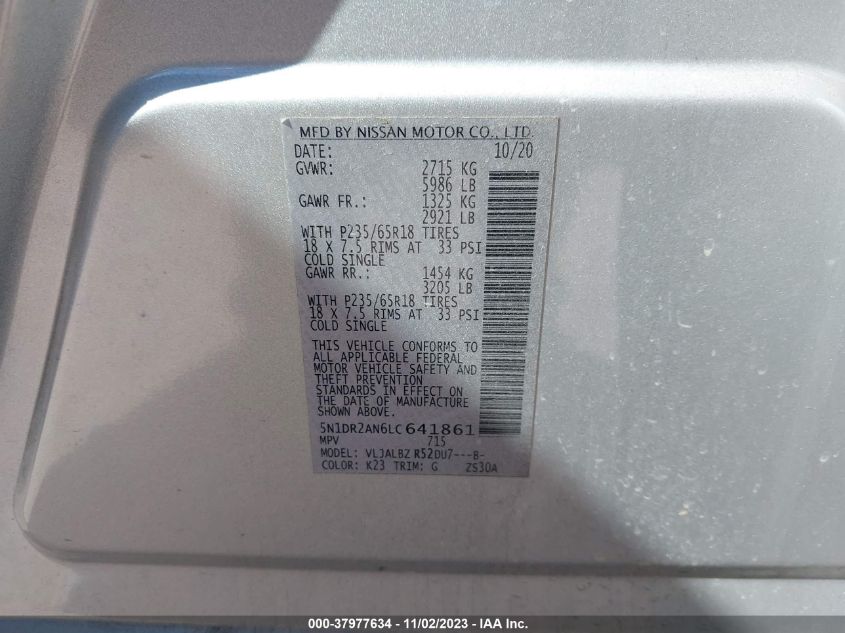 MFD BY NISSAN MOTOR CO., LTD.
DATE: 10/20
GVWR: 2715 KG
5986 LB
GAWR FR.: 1325 KG
2921 LB
WITH P235/65R18 TIRES
18 X 7.5 RIMS AT 33 PSI
COLD SINGLE
GAWR RR.: 1454 KG
3205 LB
WITH P235/65R18 TIRES
18 X 7.5 RIMS AT 33 PSI
COLD SINGLE
THIS VEHICLE CONFORMS TO
ALL APPLICABLE FEDERAL
MOTOR VEHICLE SAFETY AND
THEFT PREVENTION
STANDARDS IN EFFECT ON
THE DATE OF MANUFACTURE
SHOWN ABOVE.
5N1DR2AN6LC641861
MPV 715
MODEL: VLJALBZ R52DU7---B-
COLOR: K23 TRIM: G ZS30A
000-37977634 - 11/02/2023 - IAA Inc.